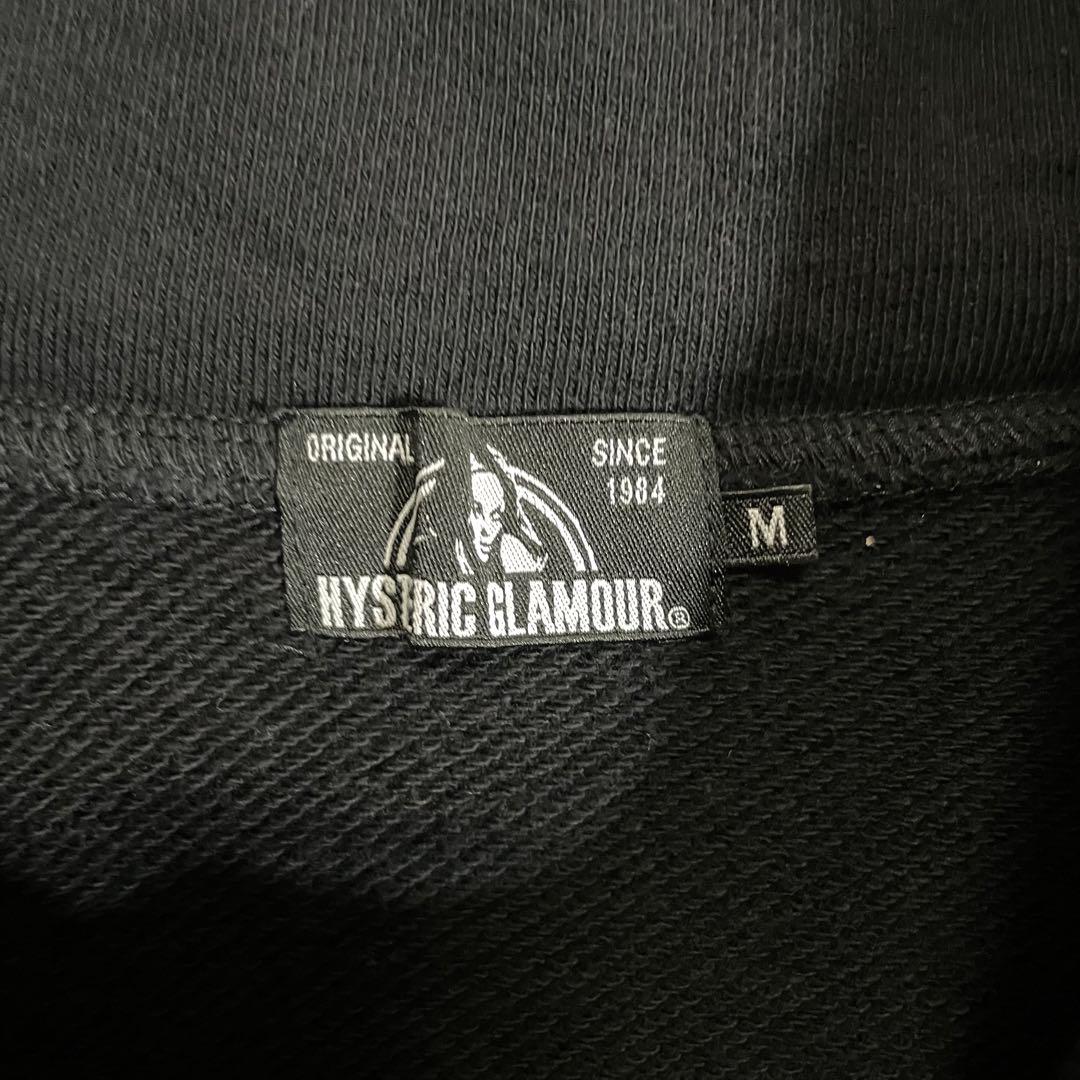 ORIGINAL
SINCE
1984
M
HYSTERIC GLAMOUR®